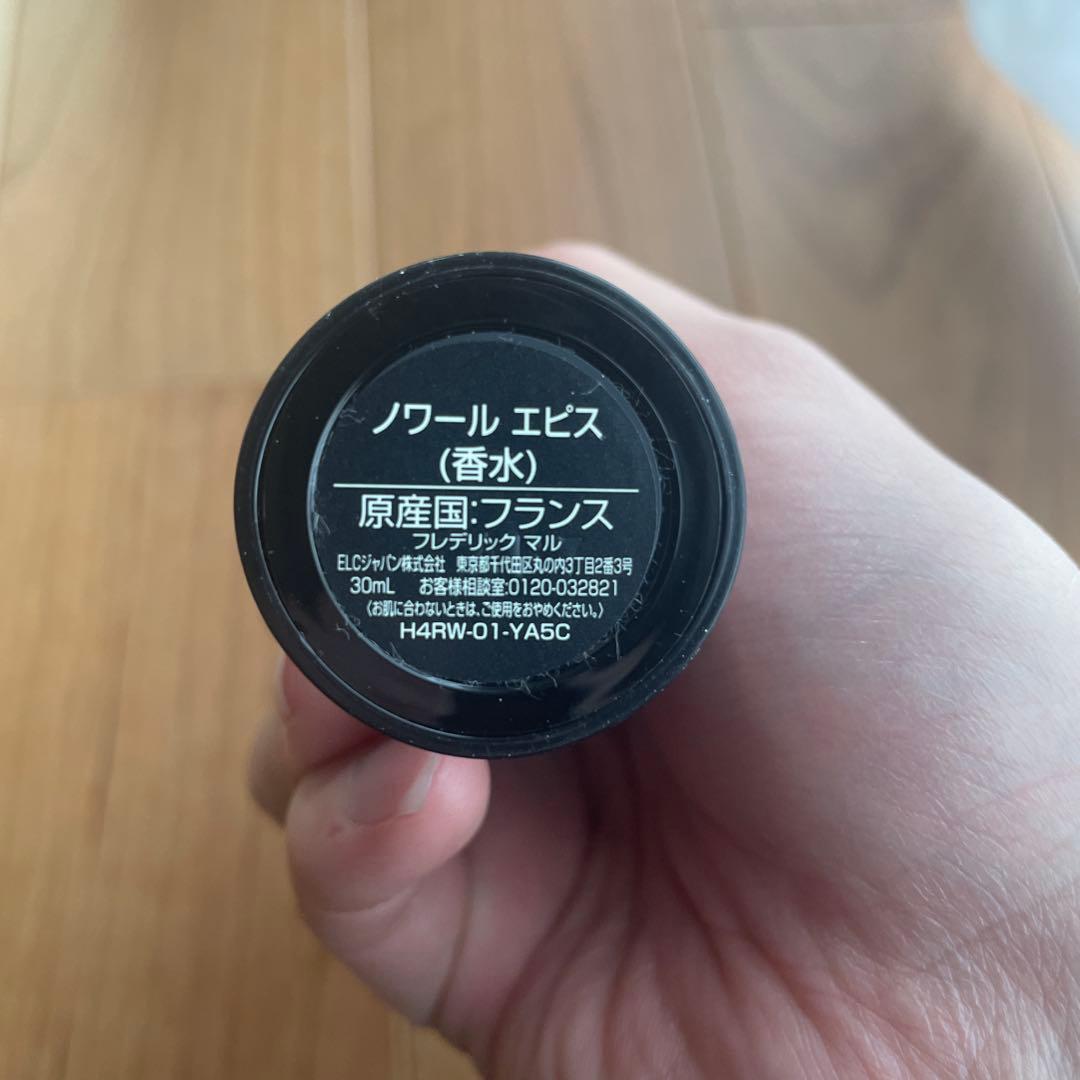 ノワール エピス
(香水)
原産国:フランス
フレデリック マル
ELCジャパン株式会社 東京都千代田区丸の内3丁目2番3号
30mL お客様相談室:0120-032821
〈お肌に合わないときは、ご使用をおやめください。〉
H4RW-01-YA5C